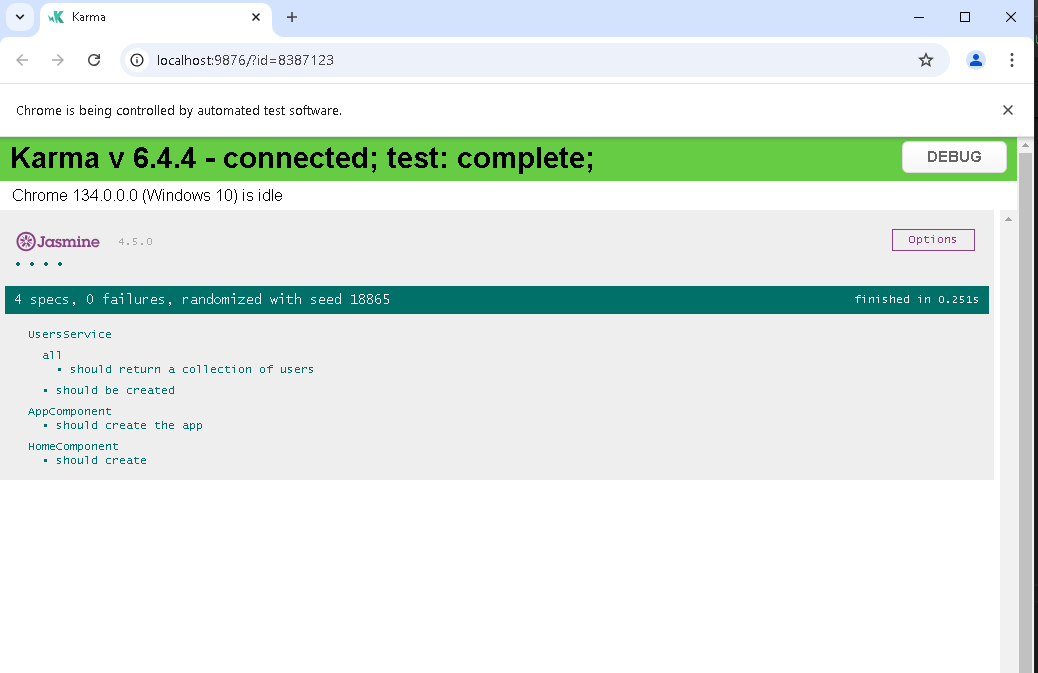 Karma
localhost:9876/?id=8387123
Chrome is being controlled by automated test software.
Karma v 6.4.4 - connected; test: complete;
DEBUG
Chrome 134.0.0.0 (Windows 10) is idle
Jasmine 4.5.0
Options
• • • •
4 specs, 0 failures, randomized with seed 18865
finished in 0.251s
UsersService
all
• should return a collection of users
• should be created
AppComponent
• should create the app
HomeComponent
• should create